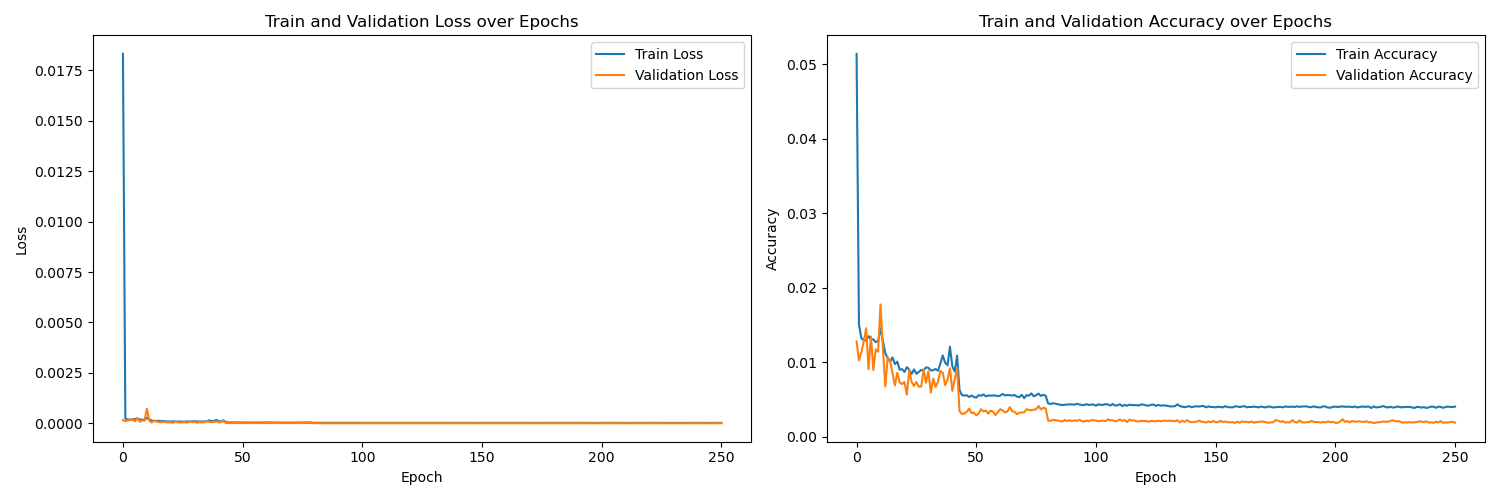 Train and Validation Loss over Epochs
Train Loss
Validation Loss
0.0175
0.0150
0.0125
0.0100
0.0075
0.0050
0.0025
0.0000
Loss
0 50 100 150 200 250
Epoch
Train and Validation Accuracy over Epochs
Train Accuracy
Validation Accuracy
0.05
0.04
0.03
0.02
0.01
0.00
Accuracy
0 50 100 150 200 250
Epoch